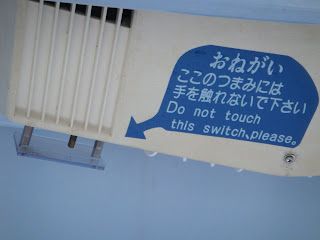 おねがい
ここのつまみには
手を触れないで下さい
Do not touch
this switch、please。